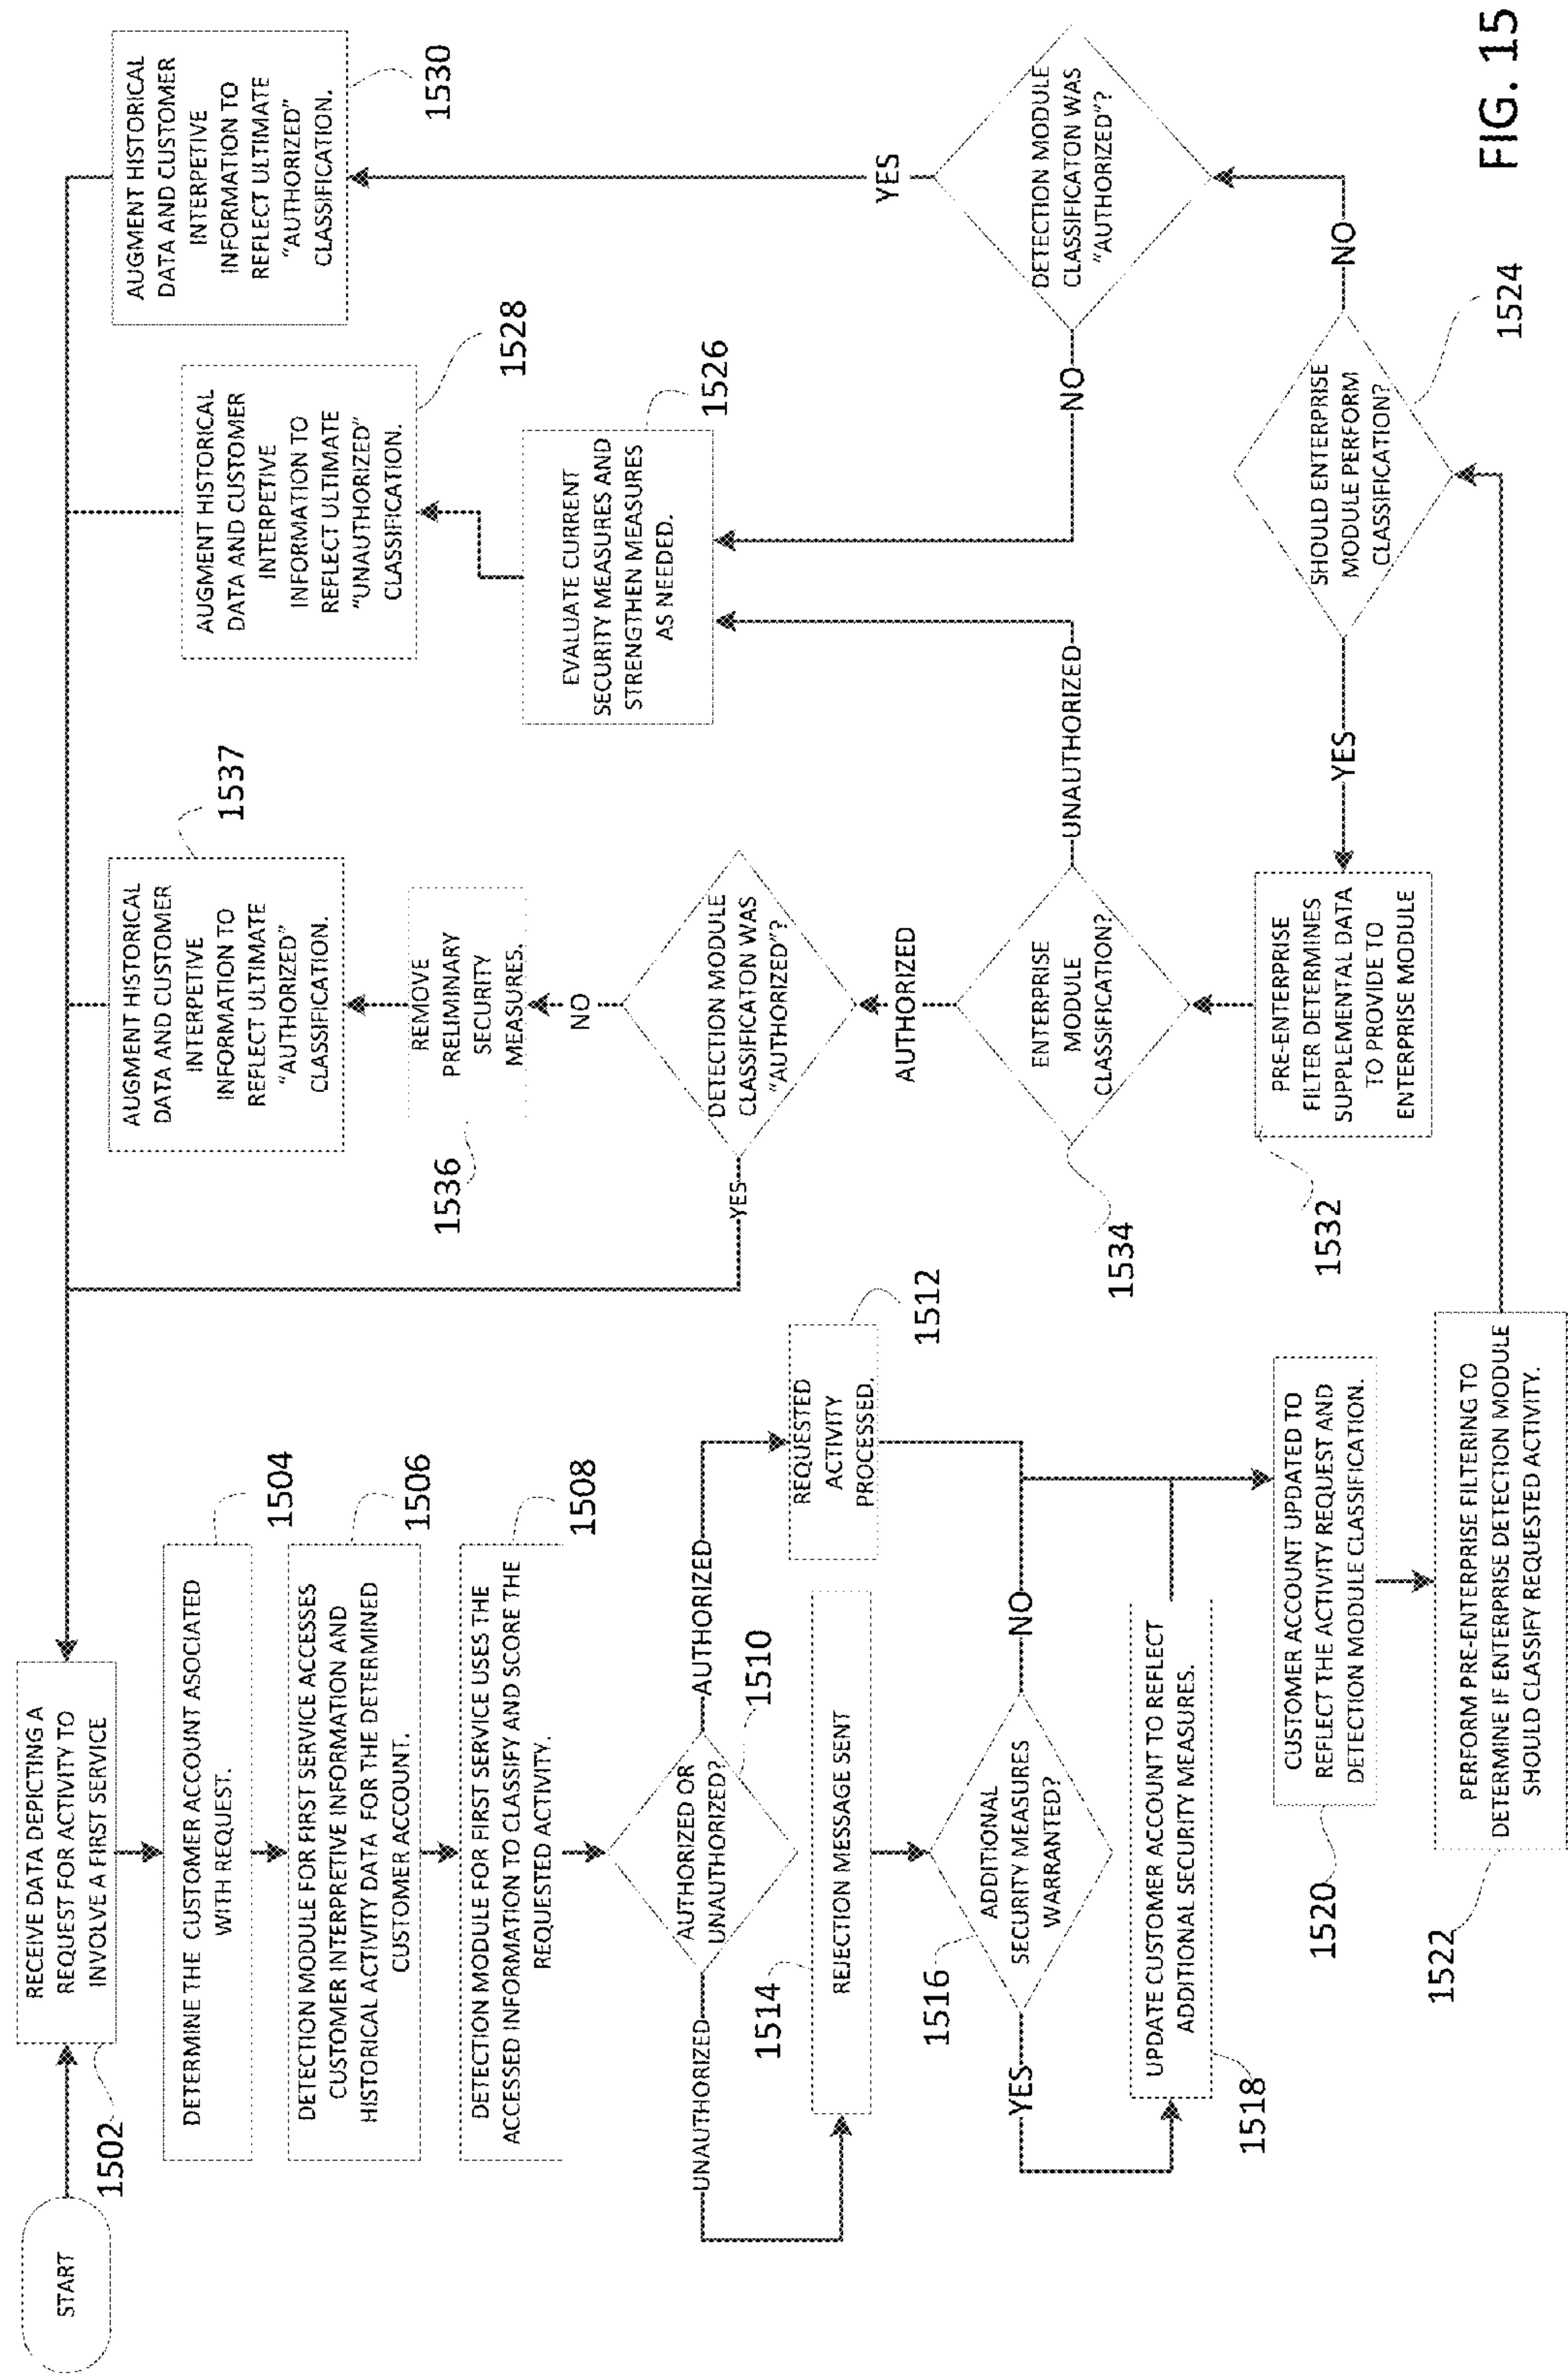 START
1502
RECEIVE DATA DEPICTING A
REQUEST FOR ACTIVITY TO
INVOLVE A FIRST SERVICE
DETERMINE THE CUSTOMER ACCOUNT ASOCIATED
WITH REQUEST.
1504
DETECTION MODULE FOR FIRST SERVICE ACCESSES
CUSTOMER INTERPRETIVE INFORMATION AND
HISTORICAL ACTIVITY DATA FOR THE DETERMINED
CUSTOMER ACCOUNT.
1506
DETECTION MODULE FOR FIRST SERVICE USES THE
ACCESSED INFORMATION TO CLASSIFY AND SCORE THE
REQUESTED ACTIVITY.
1508
AUTHORIZED OR
UNAUTHORIZED?
1510
UNAUTHORIZED
AUTHORIZED
REQUESTED
ACTIVITY
PROCESSED.
1512
1514
REJECTION MESSAGE SENT
1516
ADDITIONAL
SECURITY MEASURES
WARRANTED?
YES
NO
UPDATE CUSTOMER ACCOUNT TO REFLECT
ADDITIONAL SECURITY MEASURES.
1518
CUSTOMER ACCOUNT UPDATED TO
REFLECT THE ACTIVITY REQUEST AND
DETECTION MODULE CLASSIFICATION.
1520
PERFORM PRE-ENTERPRISE FILTERING TO
DETERMINE IF ENTERPRISE DETECTION MODULE
SHOULD CLASSIFY REQUESTED ACTIVITY.
1522
AUGMENT HISTORICAL
DATA AND CUSTOMER
INTERPETIVE
INFORMATION TO
REFLECT ULTIMATE
"AUTHORIZED"
CLASSIFICATION.
1537
REMOVE
PRELIMINARY
SECURITY
MEASURES.
1536
NO
DETECTION MODULE
CLASSIFICATON WAS
"AUTHORIZED"?
YES
AUTHORIZED
ENTERPRISE
MODULE
CLASSIFICATION?
1534
UNAUTHORIZED
PRE-ENTERPRISE
FILTER DETERMINES
SUPPLEMENTAL DATA
TO PROVIDE TO
ENTERPRISE MODULE
1532
YES
SHOULD ENTERPRISE
MODULE PERFORM
CLASSIFICATION?
1524
NO
AUGMENT HISTORICAL
DATA AND CUSTOMER
INTERPETIVE
INFORMATION TO
REFLECT ULTIMATE
"UNAUTHORIZED"
CLASSIFICATION.
1528
EVALUATE CURRENT
SECURITY MEASURES AND
STRENGTHEN MEASURES
AS NEEDED.
1526
NO
DETECTION MODULE
CLASSIFICATON WAS
"AUTHORIZED"?
YES
AUGMENT HISTORICAL
DATA AND CUSTOMER
INTERPETIVE
INFORMATION TO
REFLECT ULTIMATE
"AUTHORIZED"
CLASSIFICATION.
1530
FIG. 15